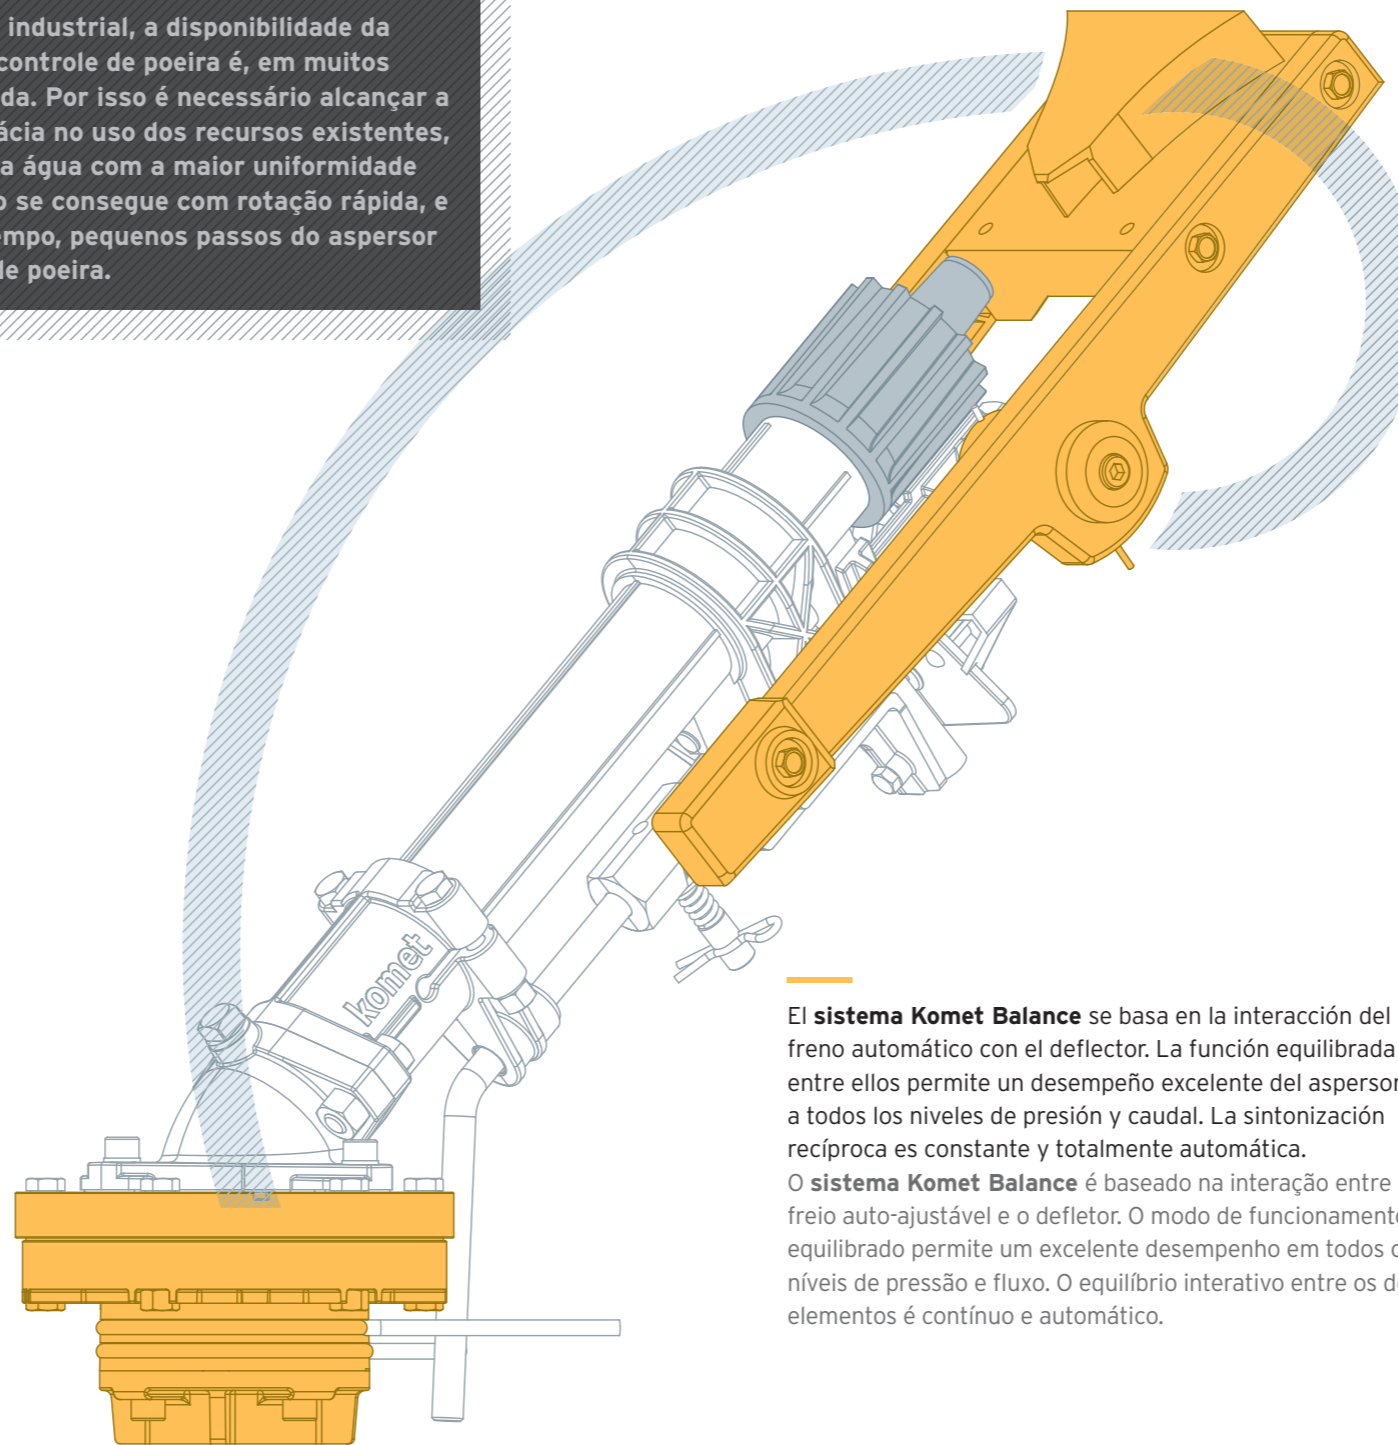 industrial, a disponibilidade da
controle de poeira é, em muitos
da. Por isso é necessário alcançar a
ácia no uso dos recursos existentes,
a água com a maior uniformidade
o se consegue com rotação rápida, e
empo, pequenos passos do aspersor
de poeira.
komet
El sistema Komet Balance se basa en la interacción del
freno automático con el deflector. La función equilibrada
entre ellos permite un desempeño excelente del aspersor
a todos los niveles de presión y caudal. La sintonización
recíproca es constante y totalmente automática.
O sistema Komet Balance é baseado na interação entre
freio auto-ajustável e o defletor. O modo de funcionamento
equilibrado permite um excelente desempenho em todos o
níveis de pressão e fluxo. O equilíbrio interativo entre os do
elementos é contínuo e automático.